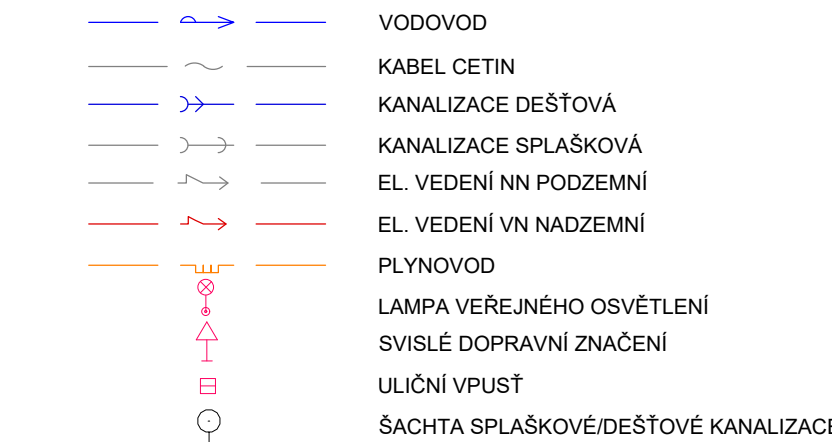 VODOVOD
KABEL CETIN
KANALIZACE DEŠŤOVÁ
KANALIZACE SPLAŠKOVÁ
EL. VEDENÍ NN PODZEMNÍ
EL. VEDENÍ VN NADZEMNÍ
PLYNOVOD
LAMPA VEŘEJNÉHO OSVĚTLENÍ
SVISLÉ DOPRAVNÍ ZNAČENÍ
ULIČNÍ VPUSŤ
ŠACHTA SPLAŠKOVÉ/DEŠŤOVÉ KANALIZACE